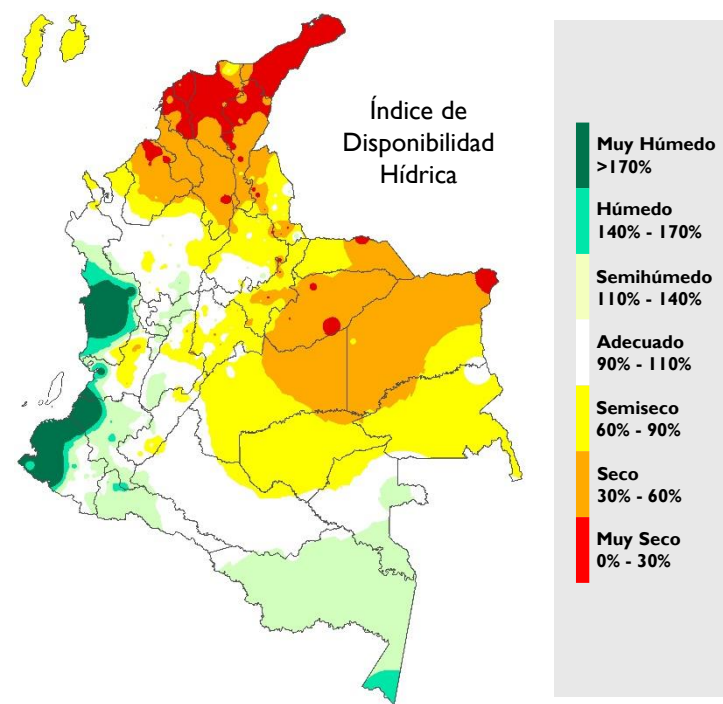 Índice de
Disponibilidad
Hídrica
Muy Húmedo
>170%
Húmedo
140% - 170%
Semihúmedo
110% - 140%
Adecuado
90% - 110%
Semiseco
60% - 90%
Seco
30% - 60%
Muy Seco
0% - 30%